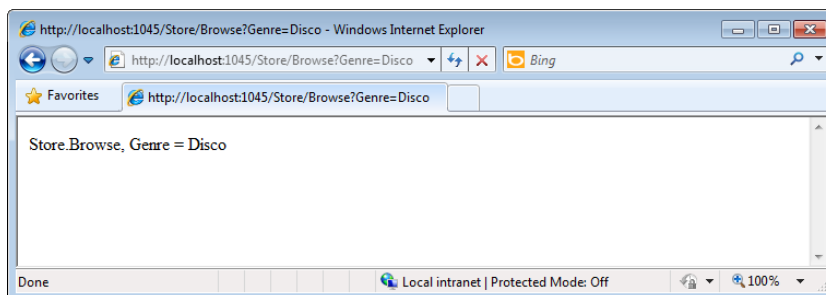 http://localhost:1045/Store/Browse?Genre=Disco - Windows Internet Explorer
http://localhost:1045/Store/Browse?Genre=Disco
Bing
Favorites
http://localhost:1045/Store/Browse?Genre=Disco
Store.Browse, Genre = Disco
Done
Local intranet | Protected Mode: Off
100%